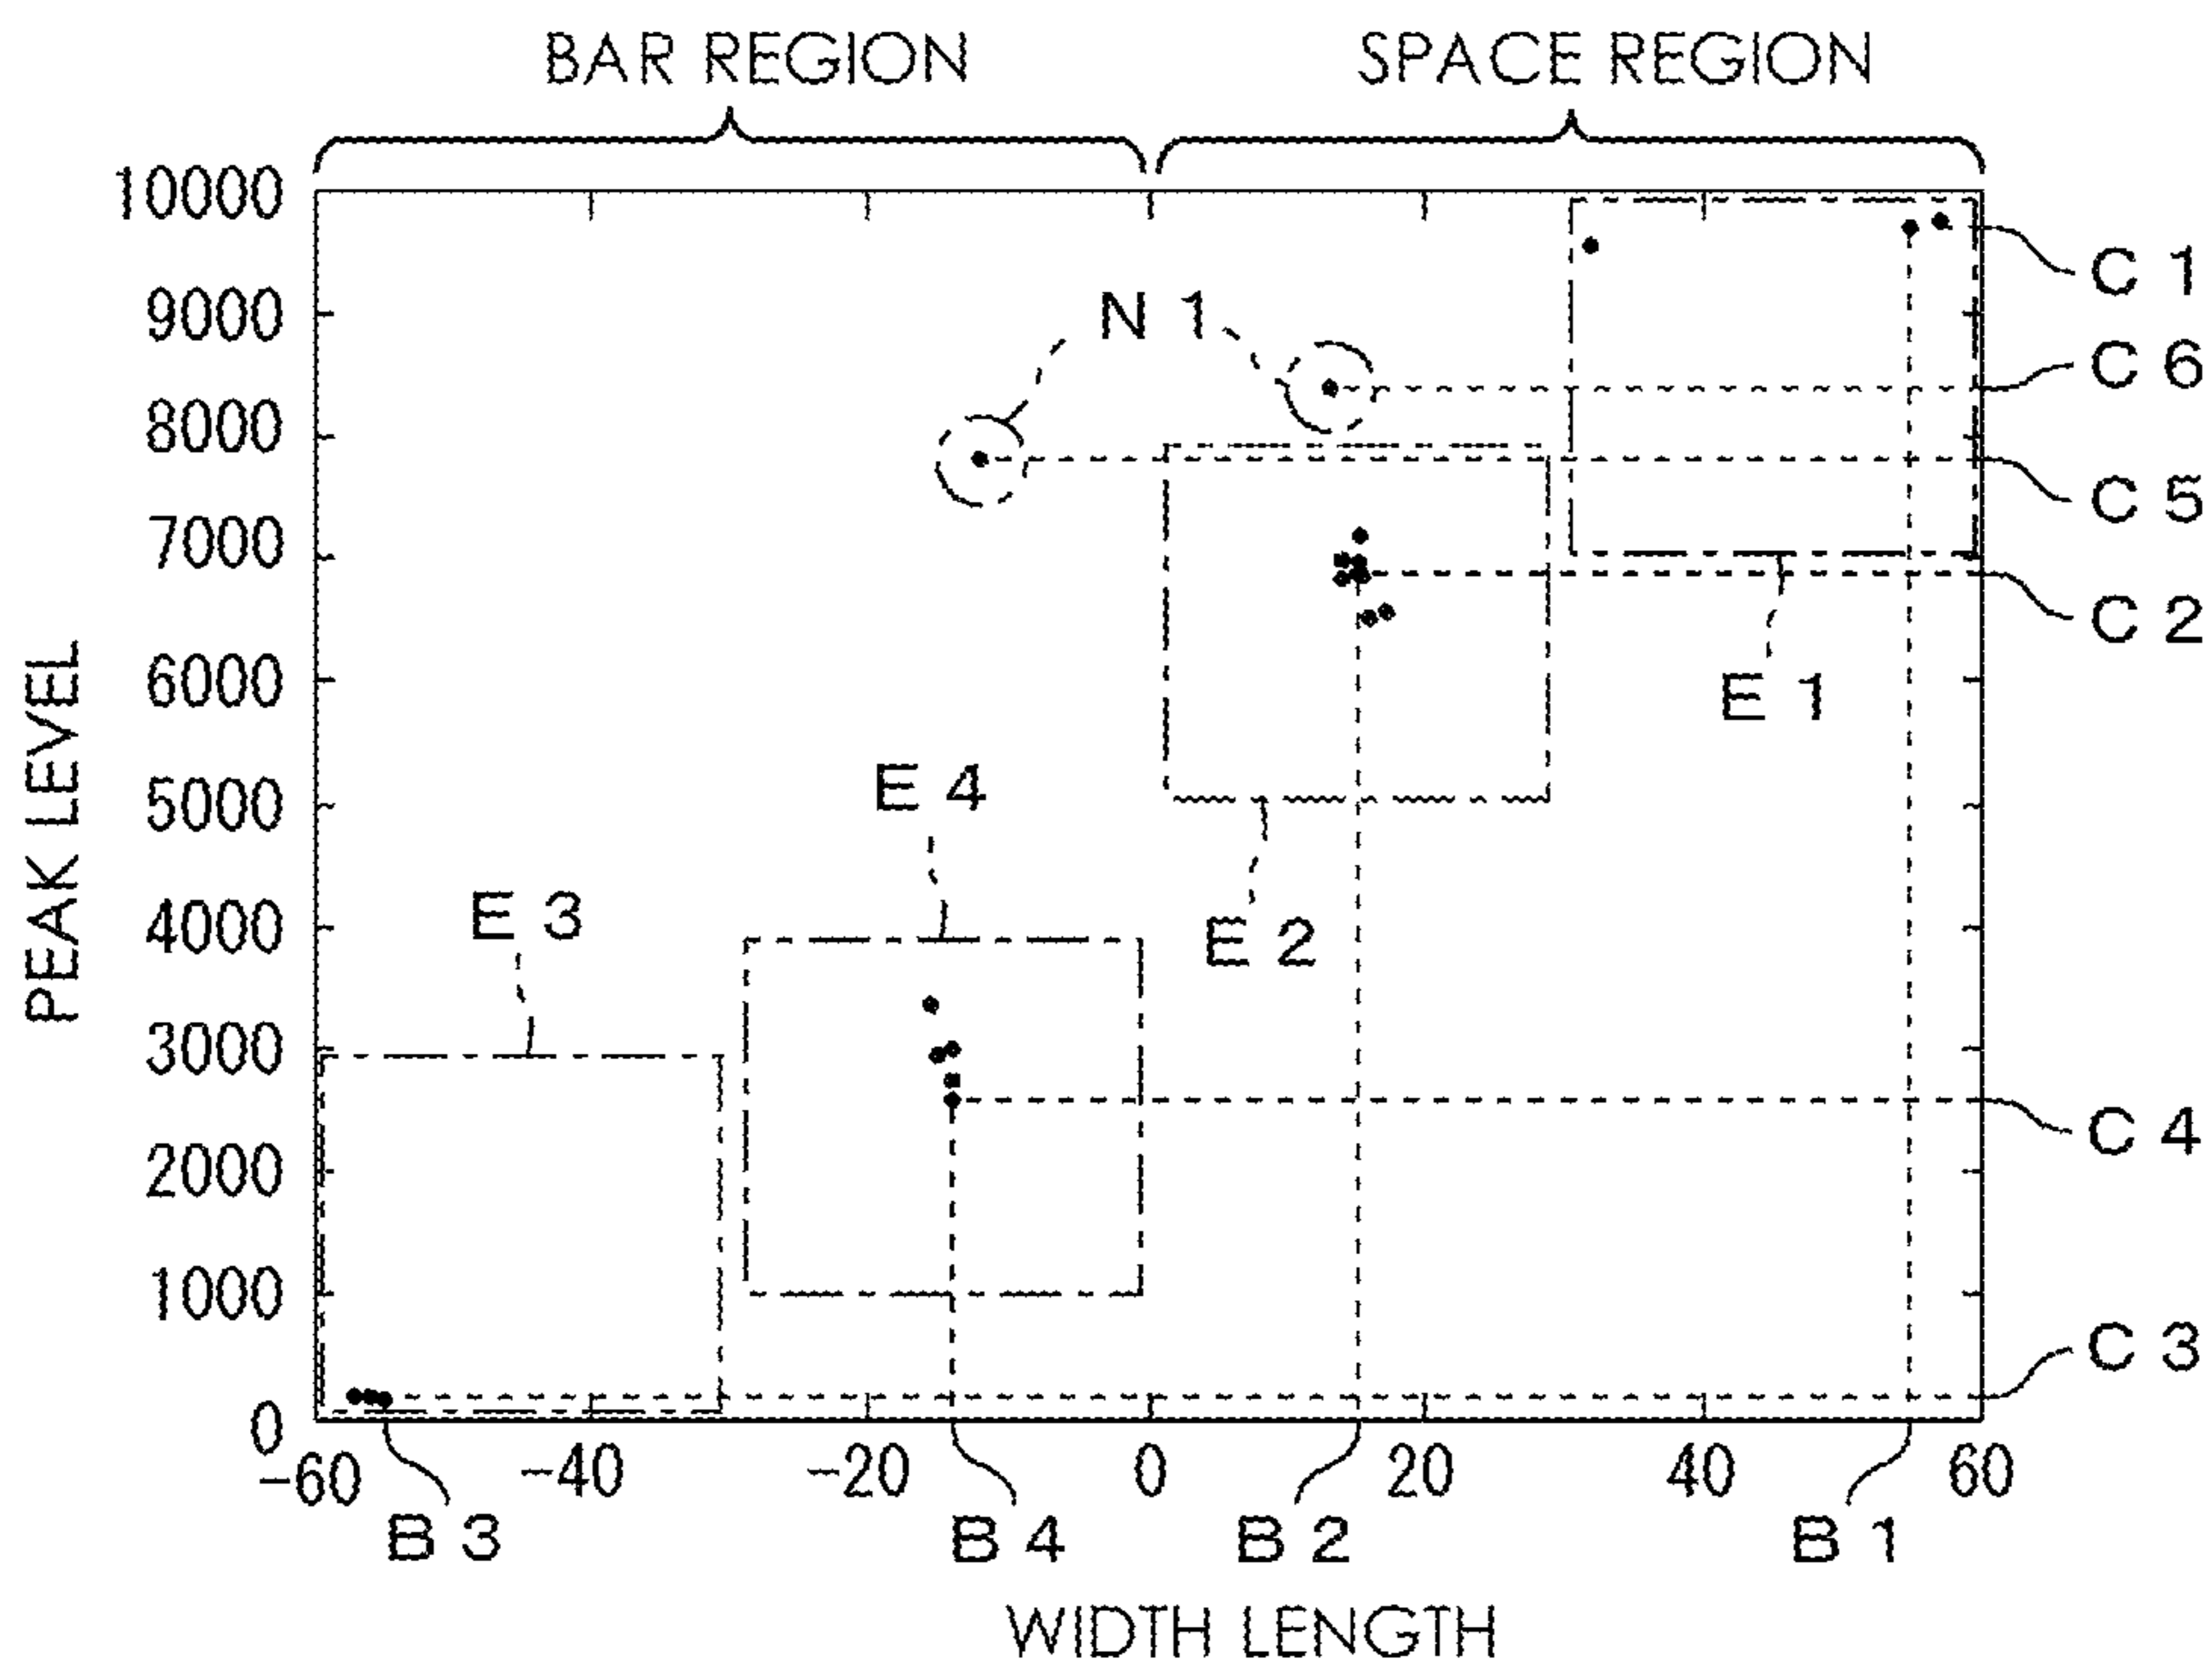 BAR REGION SPACE REGION
10000
9000
8000
7000
6000
5000
4000
3000
2000
1000
0
PEAK LEVEL
N 1
E 1
E 4
E 3
E 2
C 1
C 6
C 5
C 2
C 4
C 3
-60 -40 -20 0 20 40 60
B 3 B 4 B 2 B 1
WIDTH LENGTH